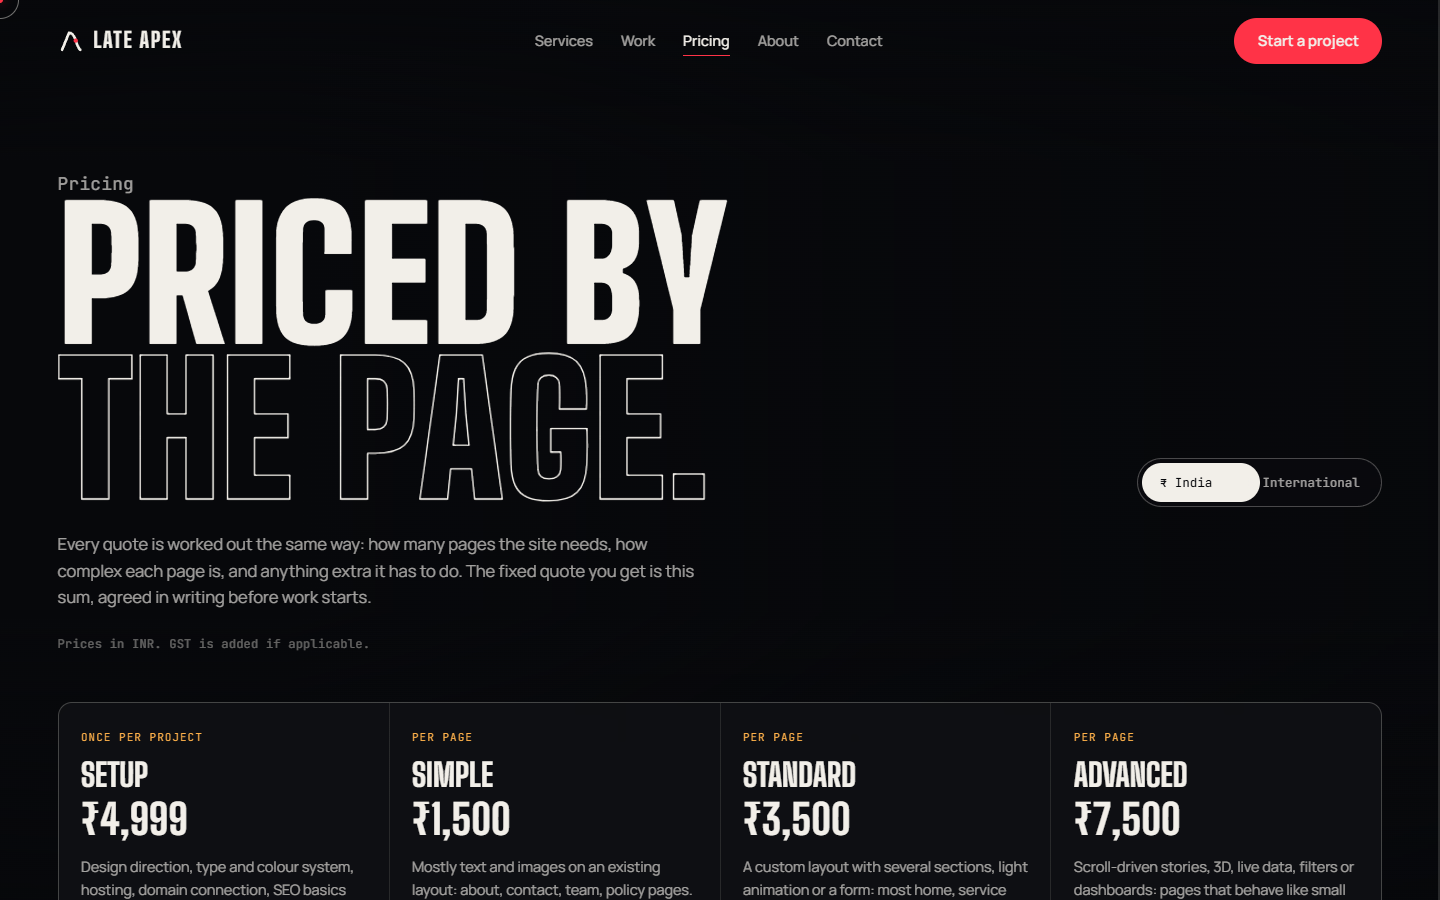 LATE APEX
Services
Work
Pricing
About
Contact
Start a project
Pricing
PRICED BY
THE PAGE.
₹ India
International
Every quote is worked out the same way: how many pages the site needs, how
complex each page is, and anything extra it has to do. The fixed quote you get is this
sum, agreed in writing before work starts.
Prices in INR. GST is added if applicable.
ONCE PER PROJECT
SETUP
₹4,999
Design direction, type and colour system,
hosting, domain connection, SEO basics
PER PAGE
SIMPLE
₹1,500
Mostly text and images on an existing
layout: about, contact, team, policy pages.
PER PAGE
STANDARD
₹3,500
A custom layout with several sections, light
animation or a form: most home, service
PER PAGE
ADVANCED
₹7,500
Scroll-driven stories, 3D, live data, filters or
dashboards: pages that behave like small